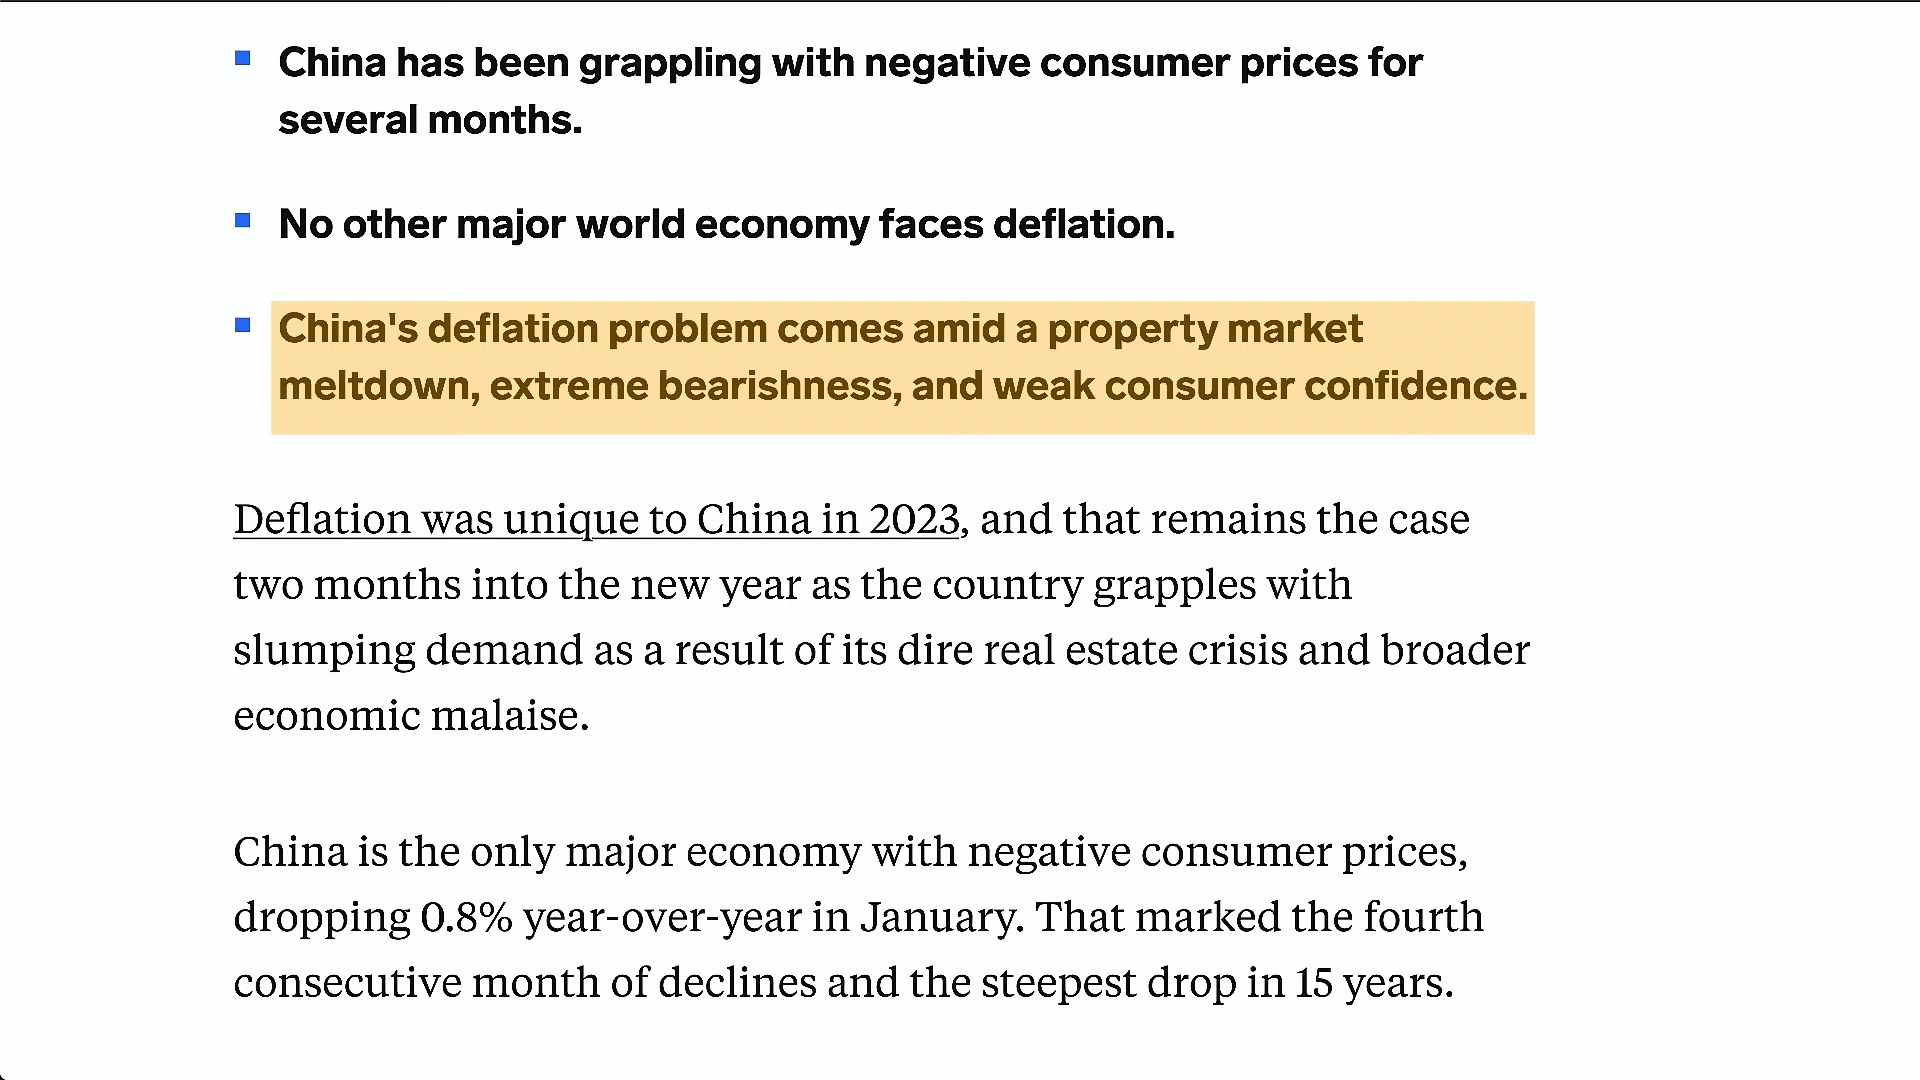 China has been grappling with negative consumer prices for
several months.
No other major world economy faces deflation.
China's deflation problem comes amid a property market
meltdown, extreme bearishness, and weak consumer confidence.
Deflation was unique to China in 2023, and that remains the case
two months into the new year as the country grapples with
slumping demand as a result of its dire real estate crisis and broader
economic malaise.
China is the only major economy with negative consumer prices,
dropping 0.8% year-over-year in January. That marked the fourth
consecutive month of declines and the steepest drop in 15 years.